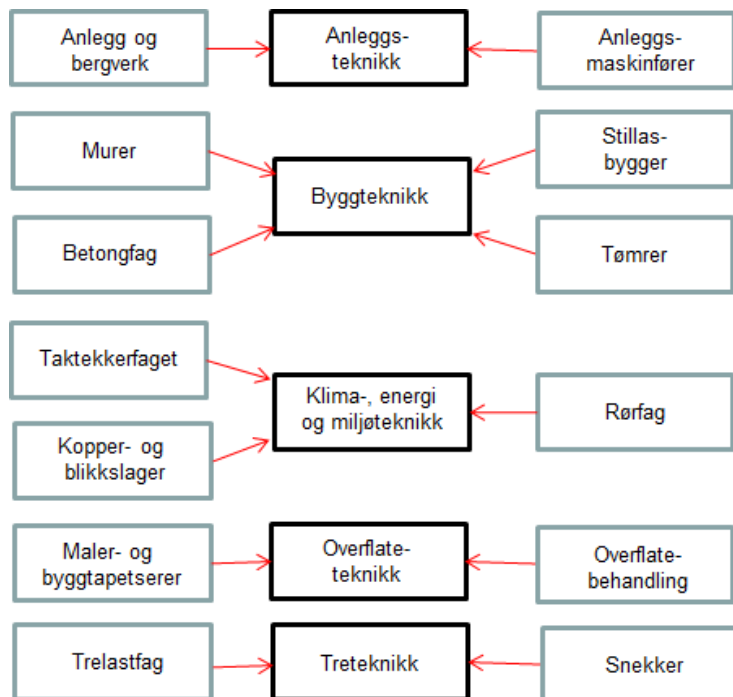 Anlegg og
bergverk
Anleggs-
teknikk
Anleggs-
maskinfører
Murer
Stillas-
bygger
Byggteknikk
Betongfag
Tømrer
Taktekkerfaget
Klima-, energi
og miljøteknikk
Rørfag
Kopper- og
blikkslager
Maler- og
byggtapetserer
Overflate-
teknikk
Overflate-
behandling
Trelastfag
Treteknikk
Snekker